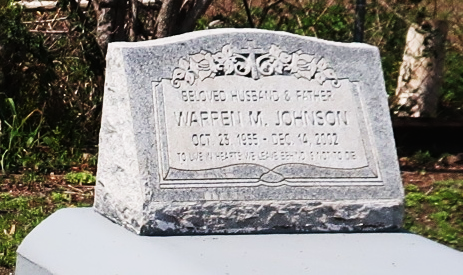 BELOVED HUSBAND & FATHER
WARREN M. JOHNSON
OCT. 23, 1955 - DEC. 14, 2002
TO LIVE IN HEARTS WE LEAVE BEHIND IS NOT TO DIE